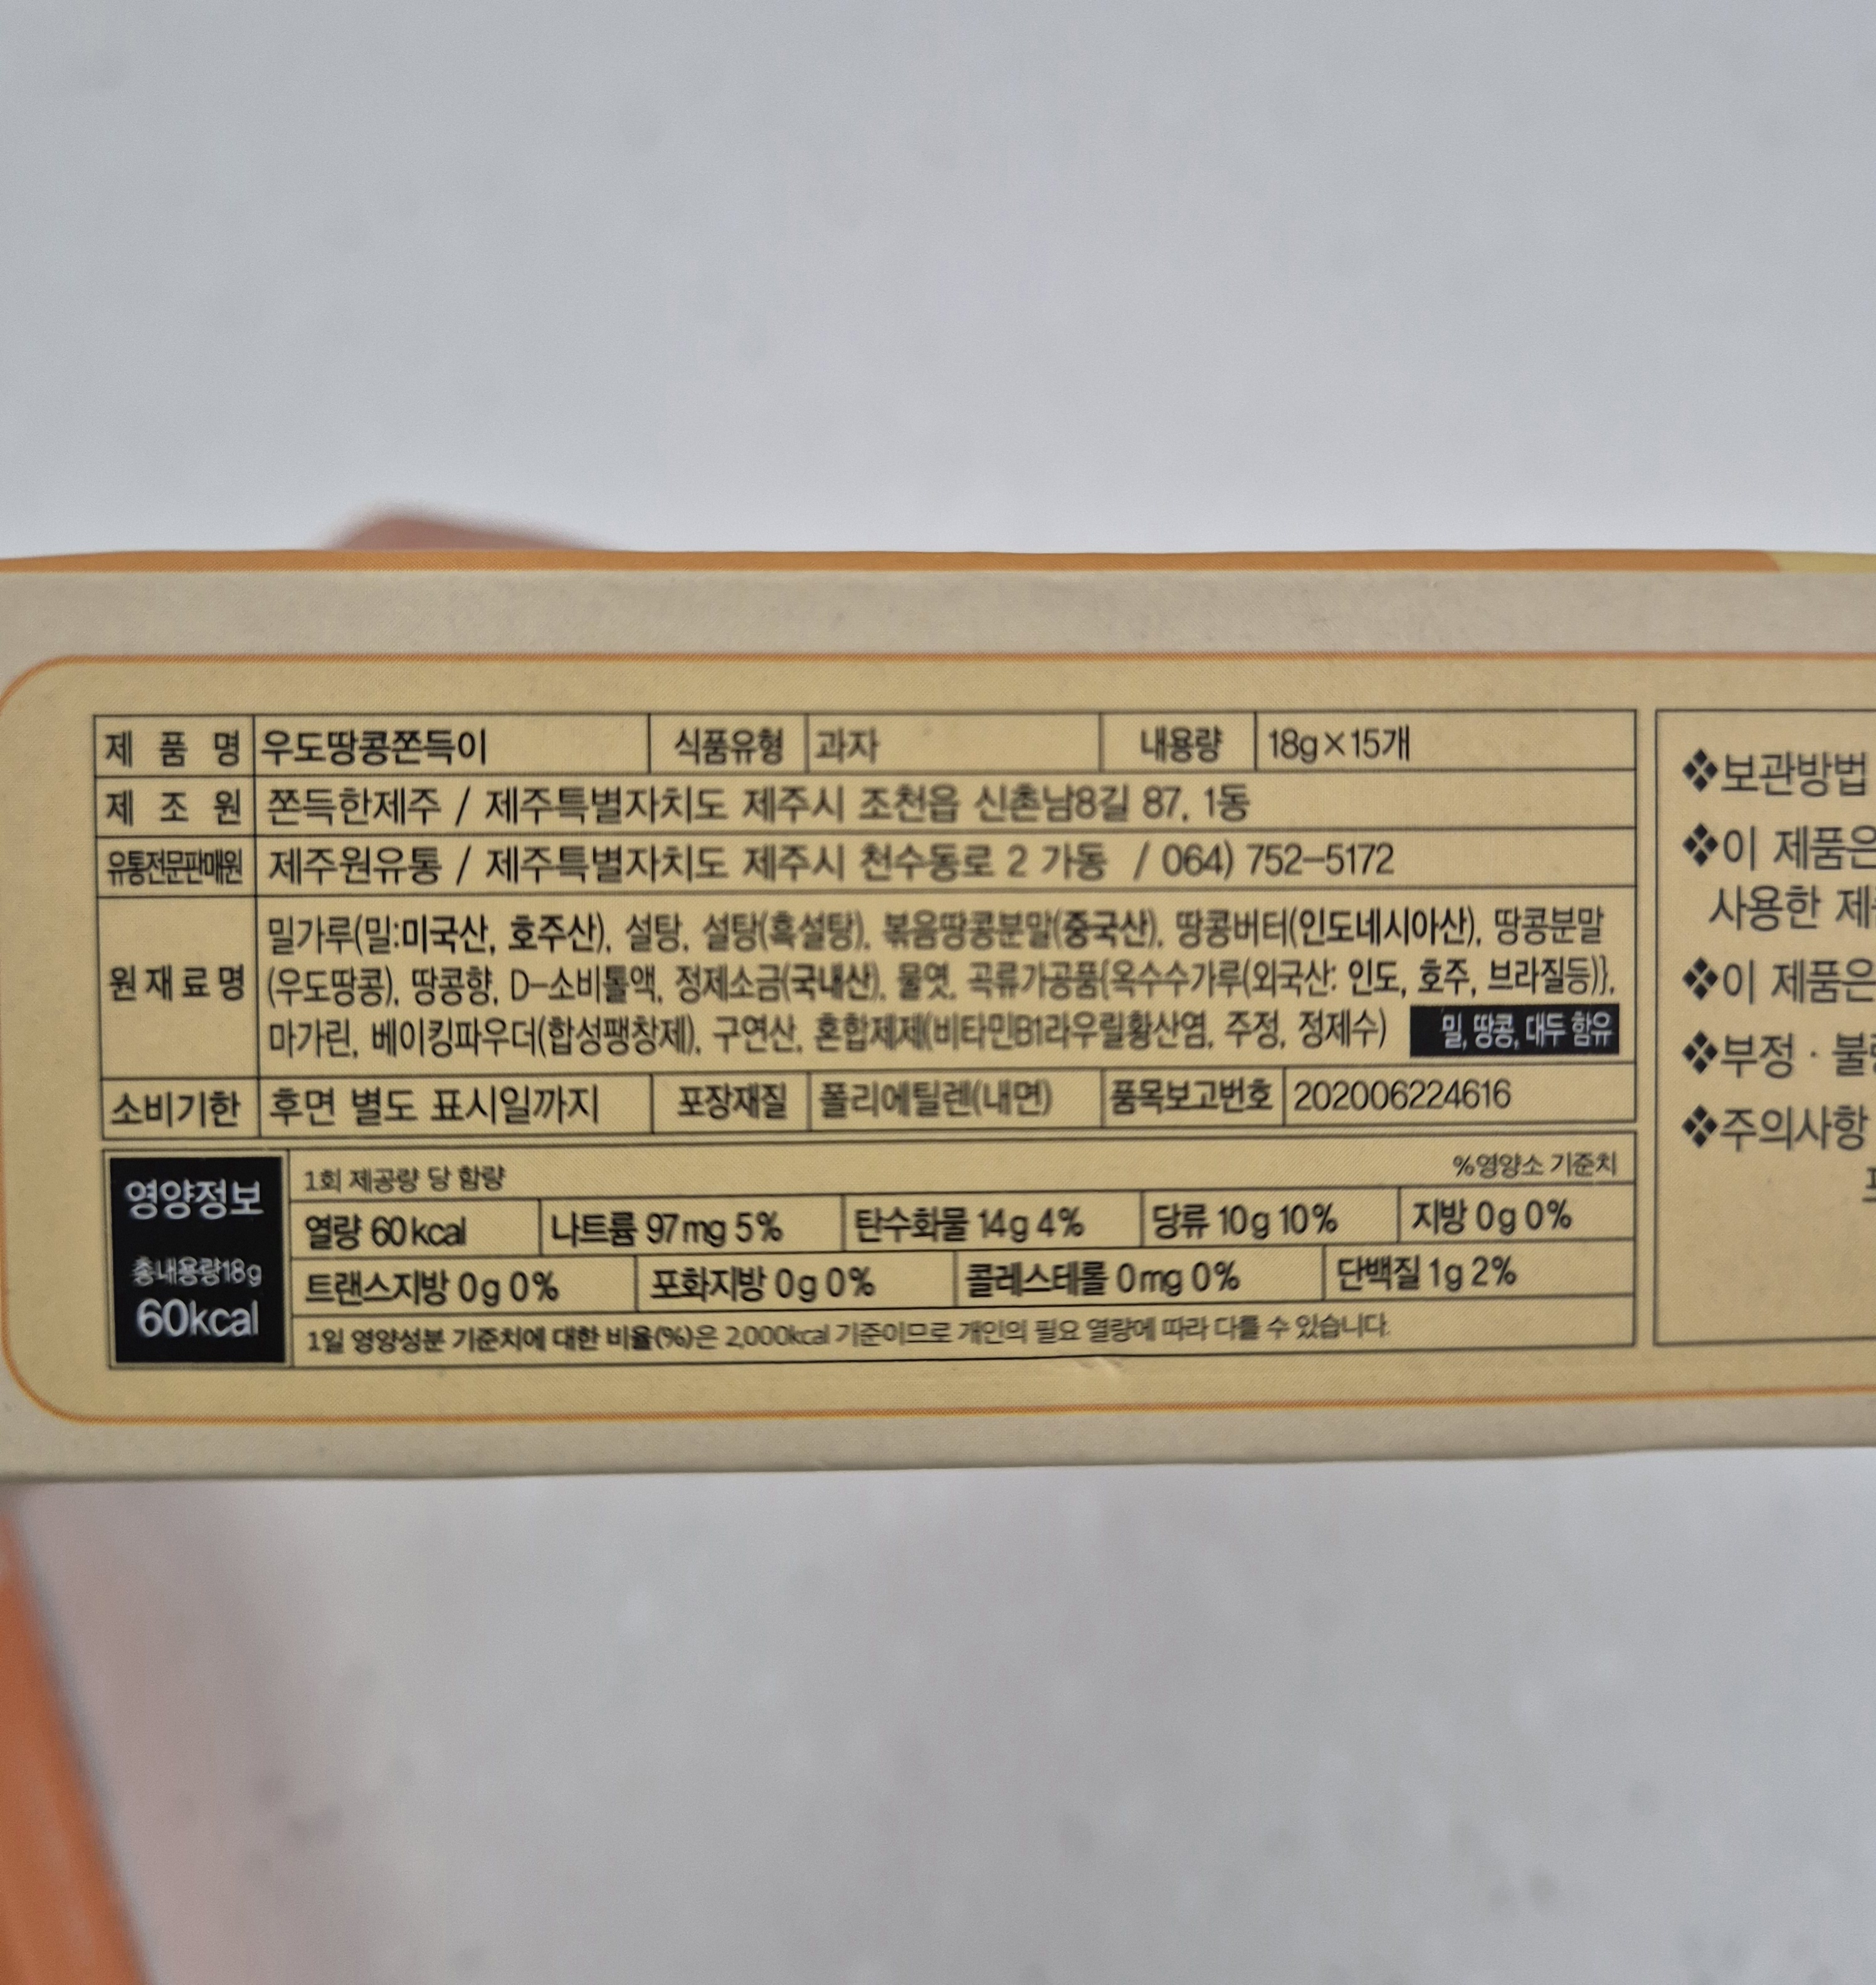 제 품 명 우도땅콩쫀득이 식품유형 과자 내용량 18g×15개
제 조 원 쫀득한제주 / 제주특별자치도 제주시 조천읍 신촌남8길 87, 1동
유통전문판매원 제주원유통 / 제주특별자치도 제주시 천수동로 2 가동 / 064) 752-5172
밀가루(밀:미국산, 호주산), 설탕, 설탕(흑설탕), 볶음땅콩분말(중국산), 땅콩버터(인도네시아산), 땅콩분말
원재료명 (우도땅콩), 땅콩향, D-소비톨액, 정제소금(국내산), 물엿, 곡류가공품{옥수수가루(외국산: 인도, 호주, 브라질등)},
마가린, 베이킹파우더(합성팽창제), 구연산, 혼합제제(비타민B1라우릴황산염, 주정, 정제수) 밀, 땅콩, 대두 함유
소비기한 후면 별도 표시일까지 포장재질 폴리에틸렌(내면) 품목보고번호 202006224616
영양정보
총내용량18g
60kcal
1회 제공량 당 함량 %영양소 기준치
열량 60kcal 나트륨 97mg 5% 탄수화물 14g 4% 당류 10g 10% 지방 0g 0%
트랜스지방 0g 0% 포화지방 0g 0% 콜레스테롤 0mg 0% 단백질 1g 2%
1일 영양성분 기준치에 대한 비율(%)은 2,000kcal 기준이므로 개인의 필요 열량에 따라 다를 수 있습니다.
❖보관방법
❖이 제품은
사용한
❖이 제품은
❖부정 ·
❖주의사항